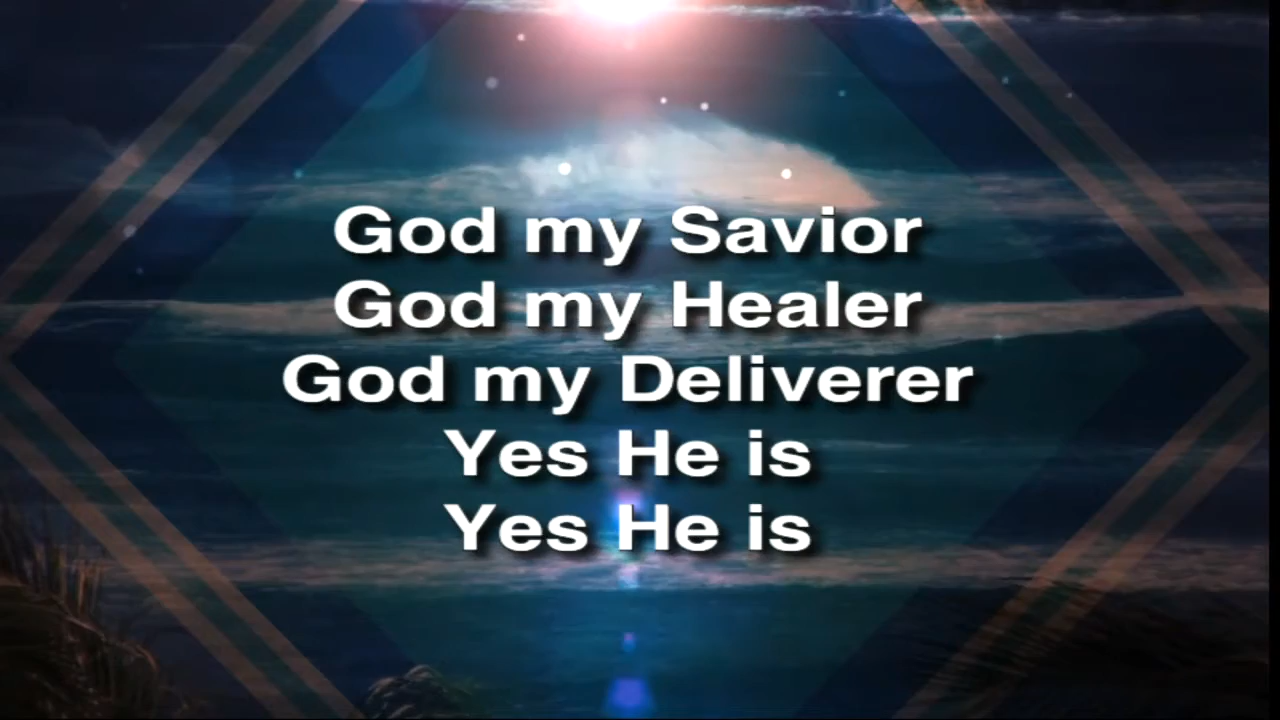 God my Savior
God my Healer
God my Deliverer
Yes He is
Yes He is